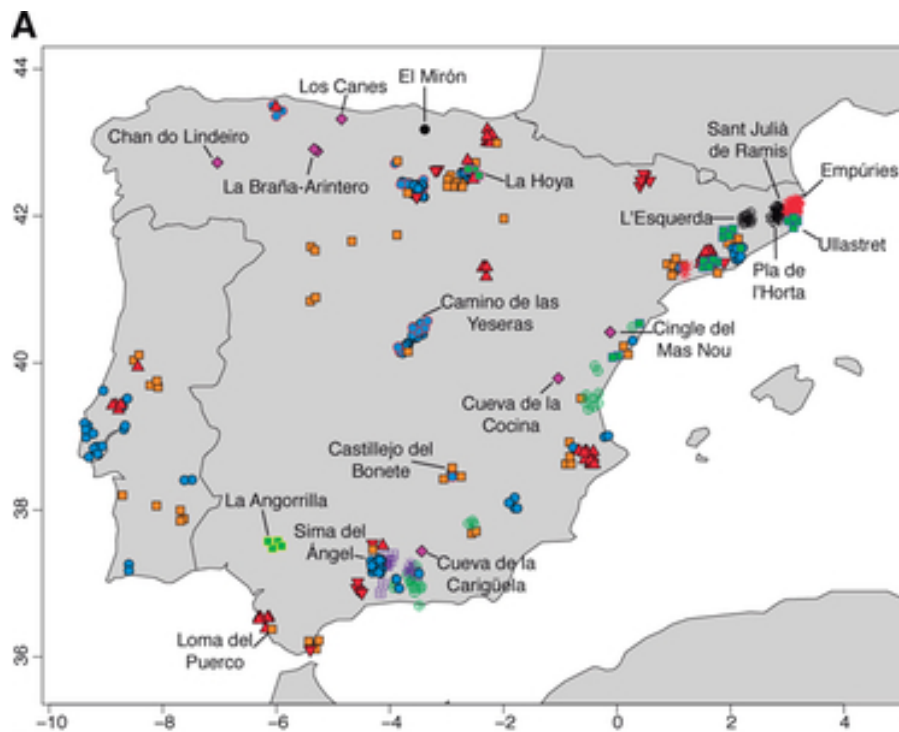 A
44
42
40
38
36
Los Canes
El Mirón
Chan do Lindeiro
La Braña-Arintero
La Hoya
Sant Julià
de Ramis
Empúries
L'Esquerda
Ullastret
Pla de
l'Horta
Camino de las
Yeseras
Cingle del
Mas Nou
Cueva de la
Cocina
Castillejo del
Bonete
La Angorrilla
Sima del
Ángel
Cueva de la
Carigüela
Loma del
Puerco
−10
−8
−6
−4
−2
0
2
4